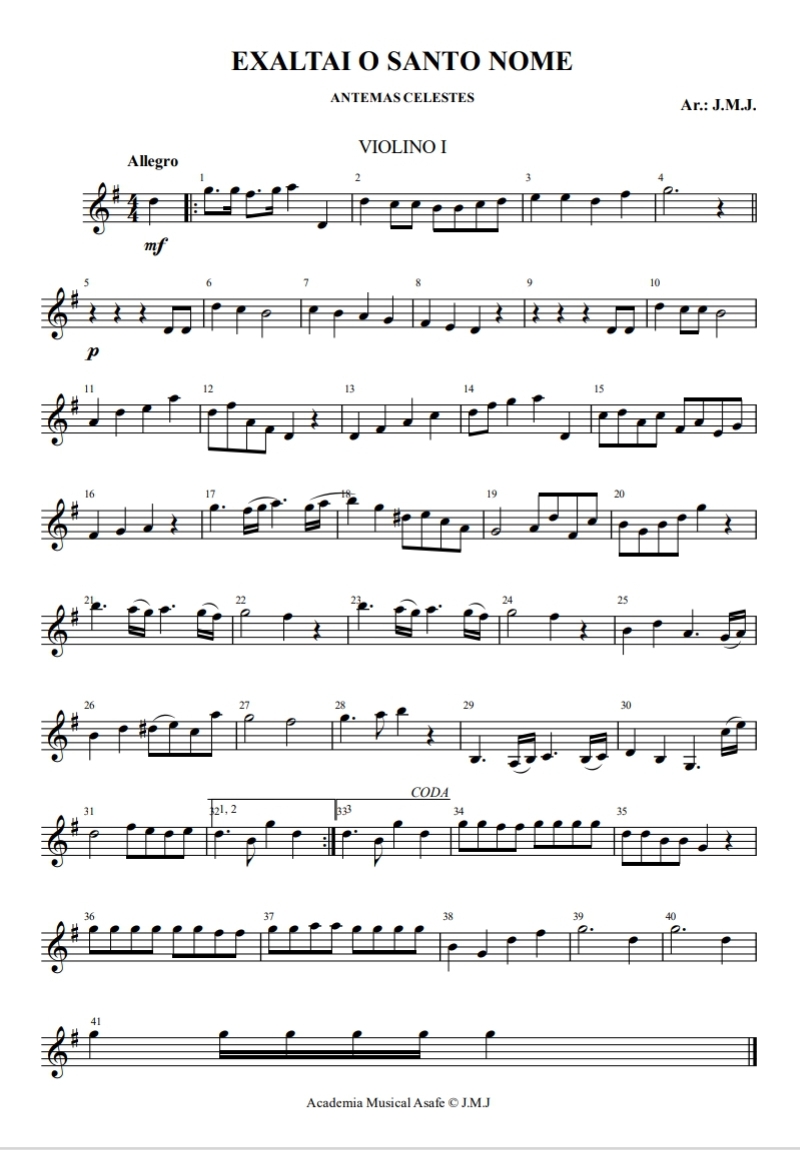 EXALTAI O SANTO NOME
ANTEMAS CELESTES
Ar.: J.M.J.
VIOLINO I
Allegro
1 2 3 4
mf
5 6 7 8 9 10
p
11 12 13 14 15
16 17 18 19 20
21 22 23 24 25
26 27 28 29 30
CODA
31 32 1, 2 33 3 34 35
36 37 38 39 40
41
Academia Musical Asafe © J.M.J